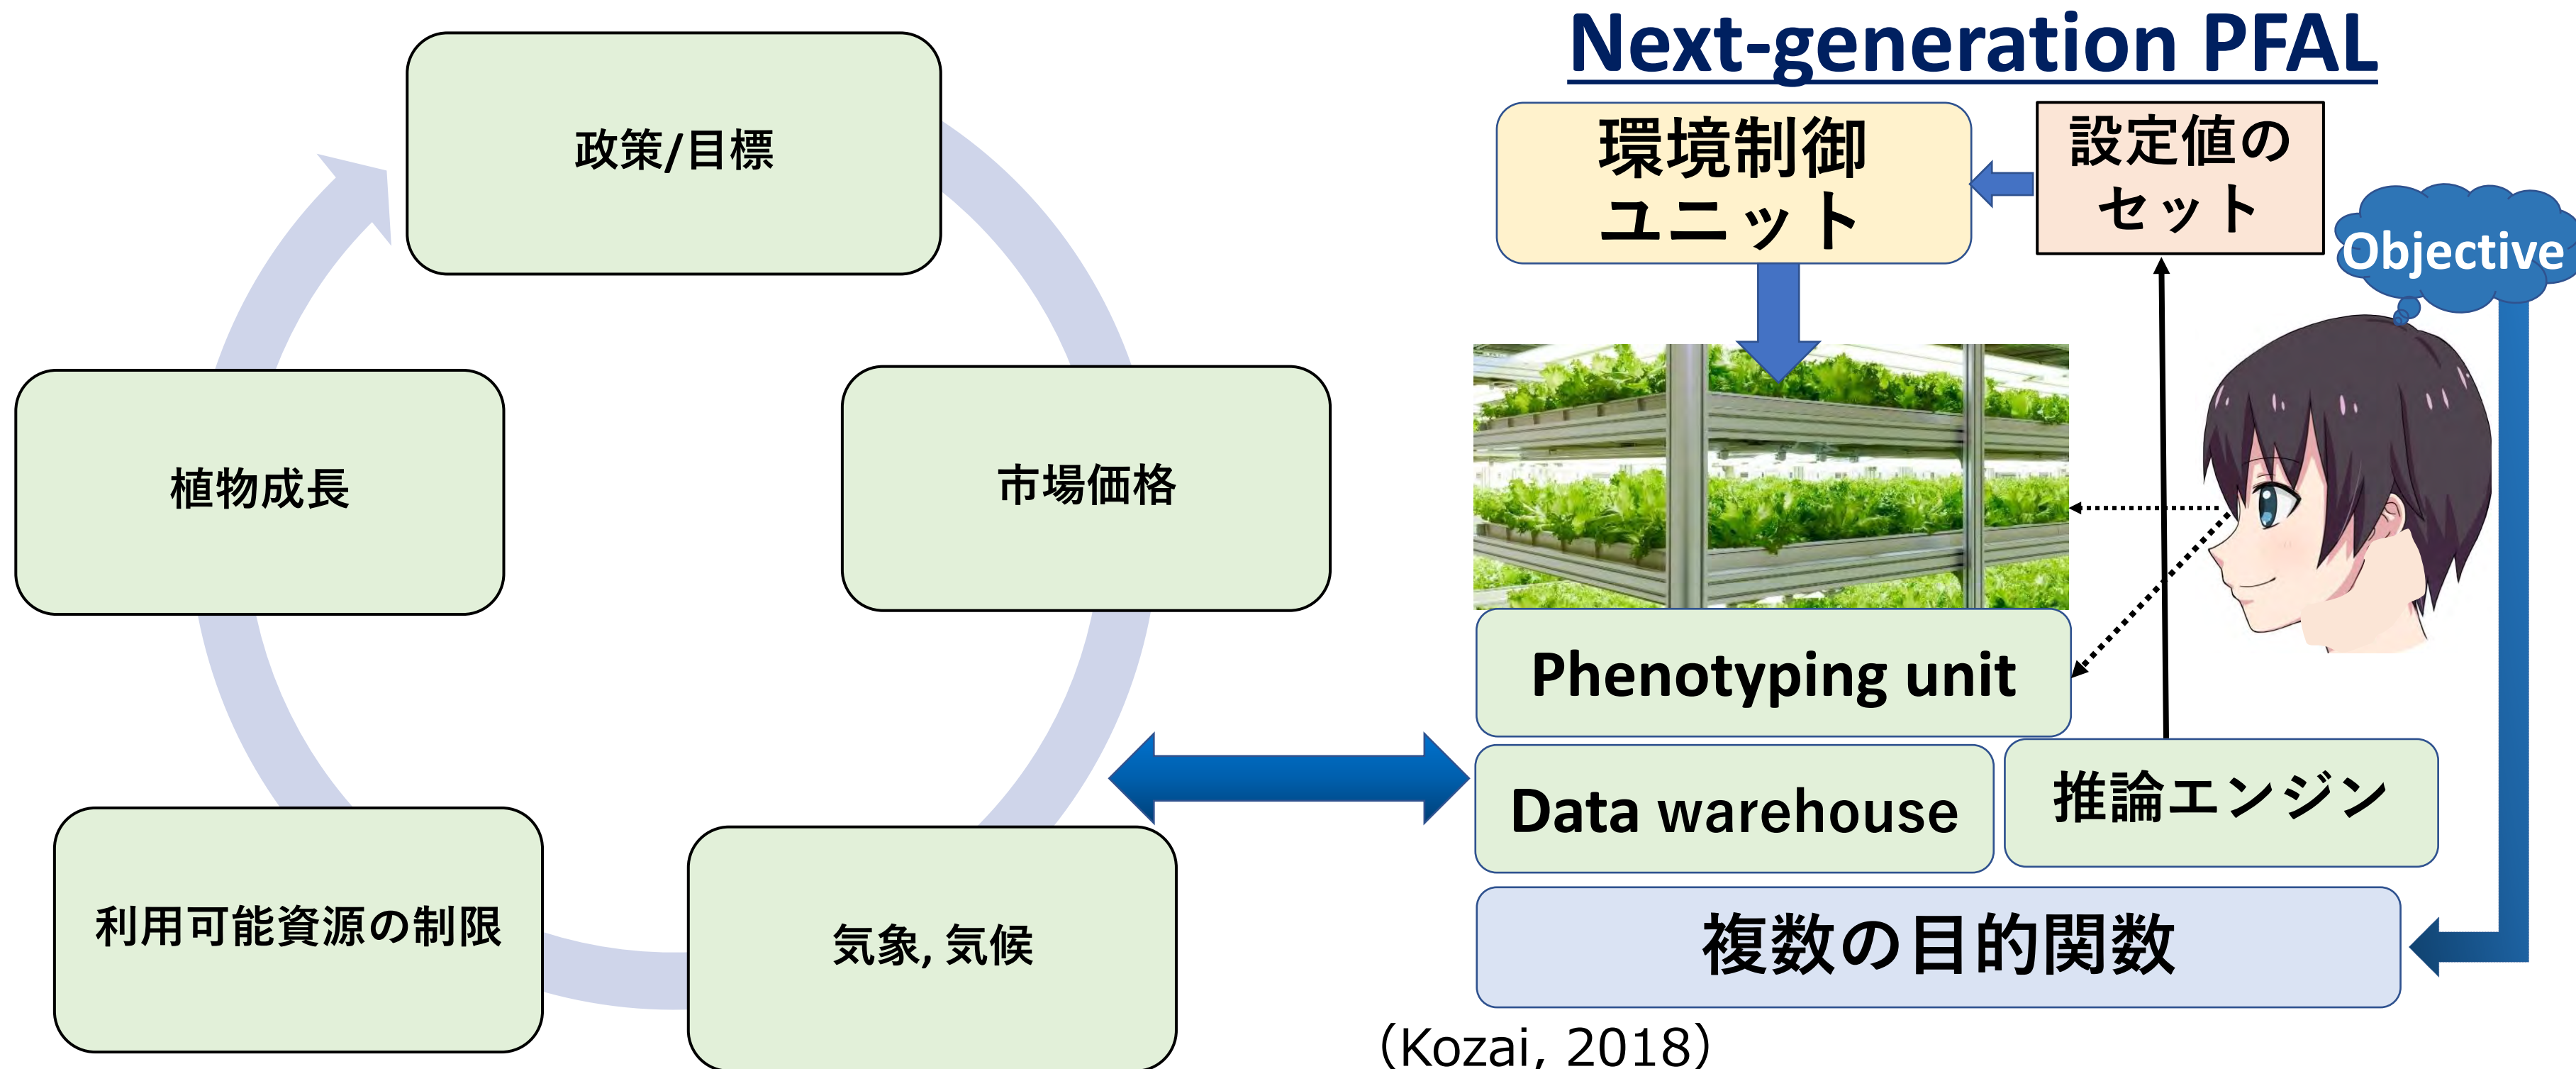 政策/目標
市場価格
気象, 気候
利用可能資源の制限
植物成長
Next-generation PFAL
環境制御
ユニット
設定値の
セット
Objective
Phenotyping unit
Data warehouse
推論エンジン
複数の目的関数
（Kozai, 2018）